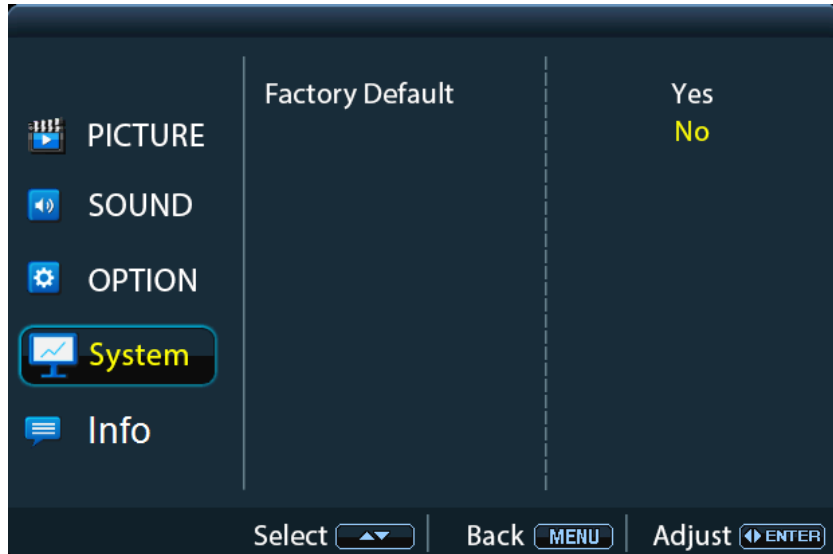 Factory Default Yes
No
PICTURE
SOUND
OPTION
System
Info
Select Back MENU Adjust ENTER